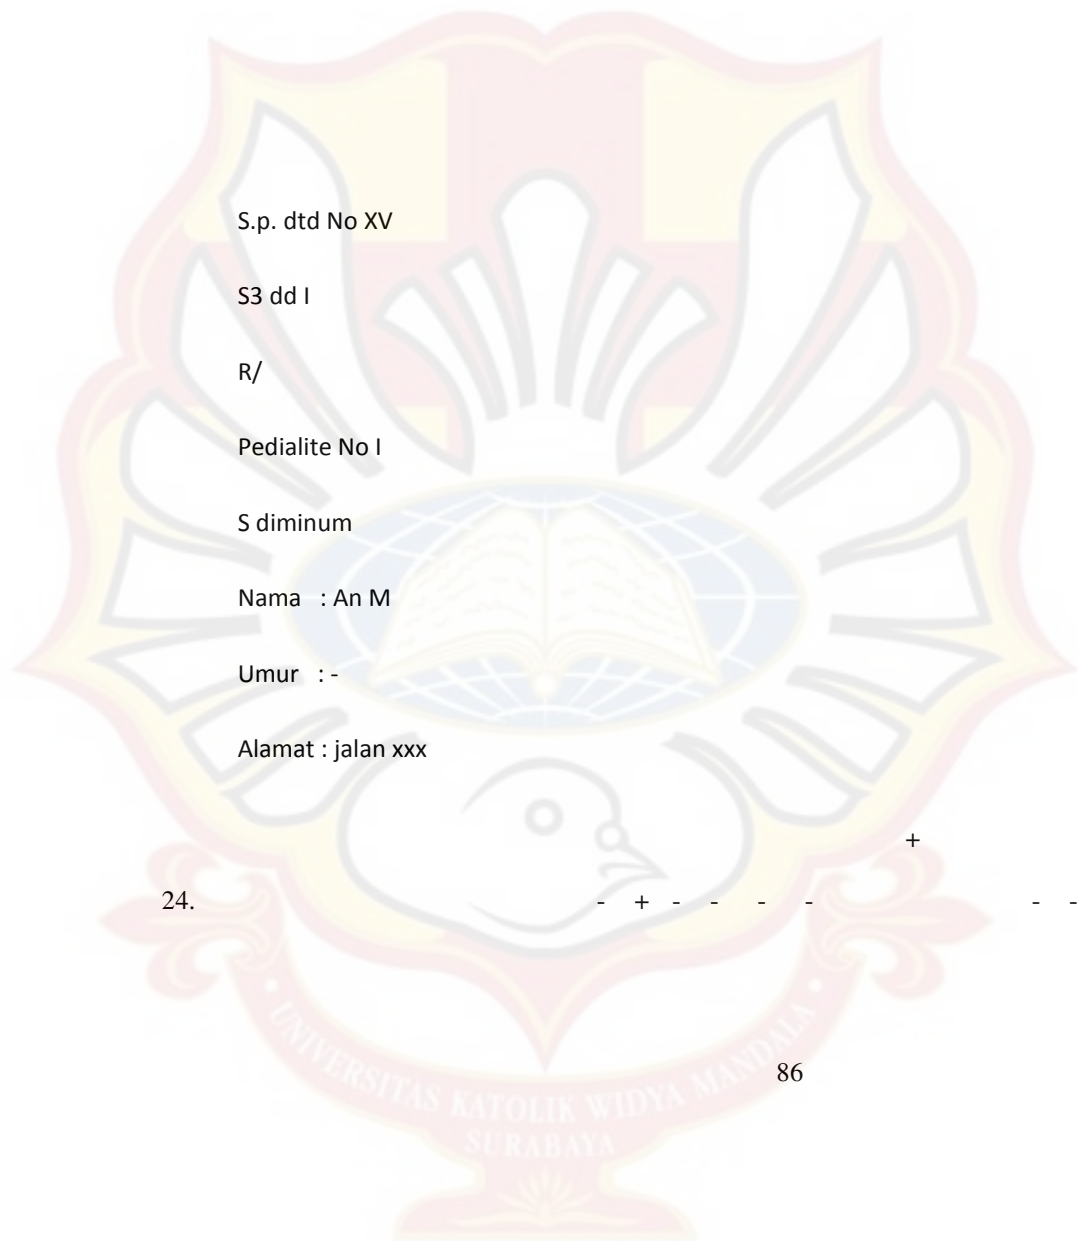 S.p. dtd No XV
S3 dd I
R/
Pedialite No I
S diminum
Nama : An M
Umur : -
Alamat : jalan xxx
+
24. - + - - - - - -
86
UNIVERSITAS KATOLIK WIDYA MANDALA
SURABAYA